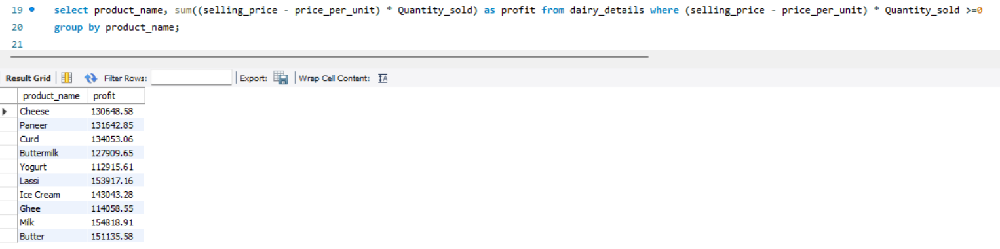 19 select product_name, sum((selling_price - price_per_unit) * Quantity_sold) as profit from dairy_details where (selling_price - price_per_unit) * Quantity_sold >=0
20 group by product_name;
21
Result Grid Filter Rows: Export: Wrap Cell Content:
product_name profit
Cheese 130648.58
Paneer 131642.85
Curd 134053.06
Buttermilk 127909.65
Yogurt 112915.61
Lassi 153917.16
Ice Cream 143043.28
Ghee 114058.55
Milk 154818.91
Butter 151135.58